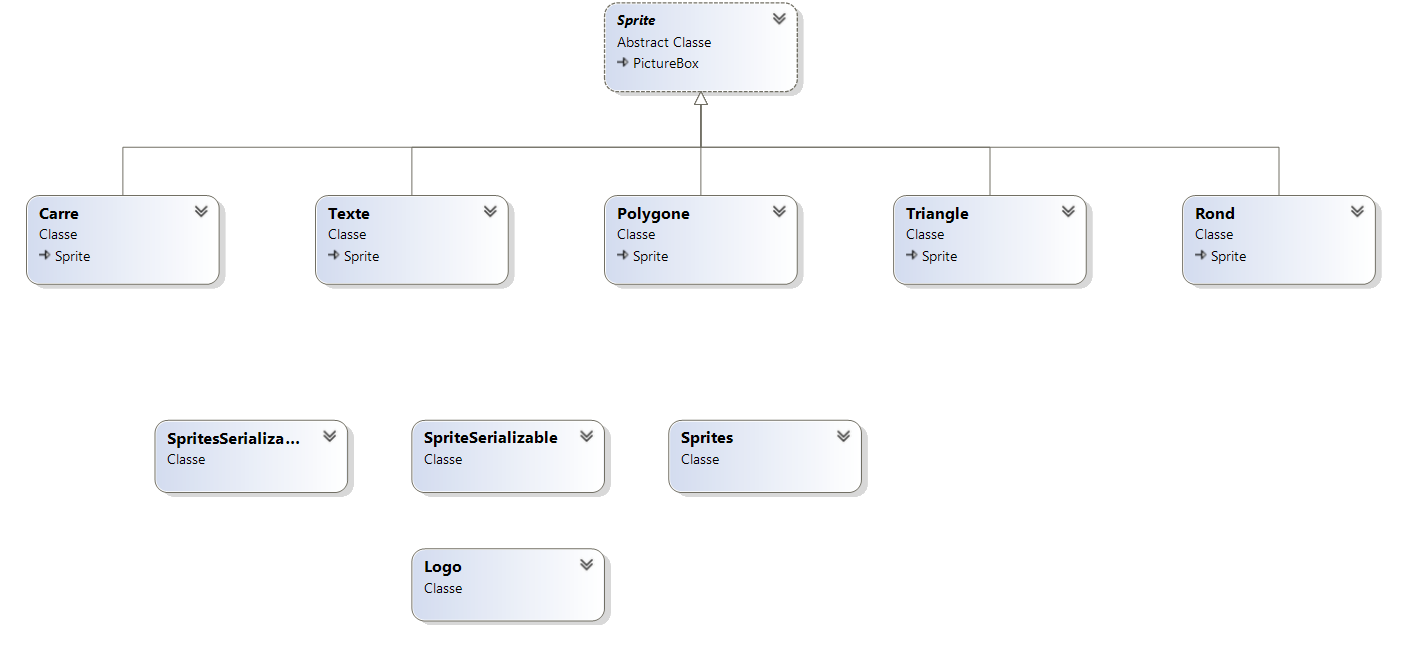 Sprite
Abstract Classe
PictureBox
Carre
Classe
Sprite
Texte
Classe
Sprite
Polygone
Classe
Sprite
Triangle
Classe
Sprite
Rond
Classe
Sprite
SpritesSerializa...
Classe
SpriteSerializable
Classe
Sprites
Classe
Logo
Classe